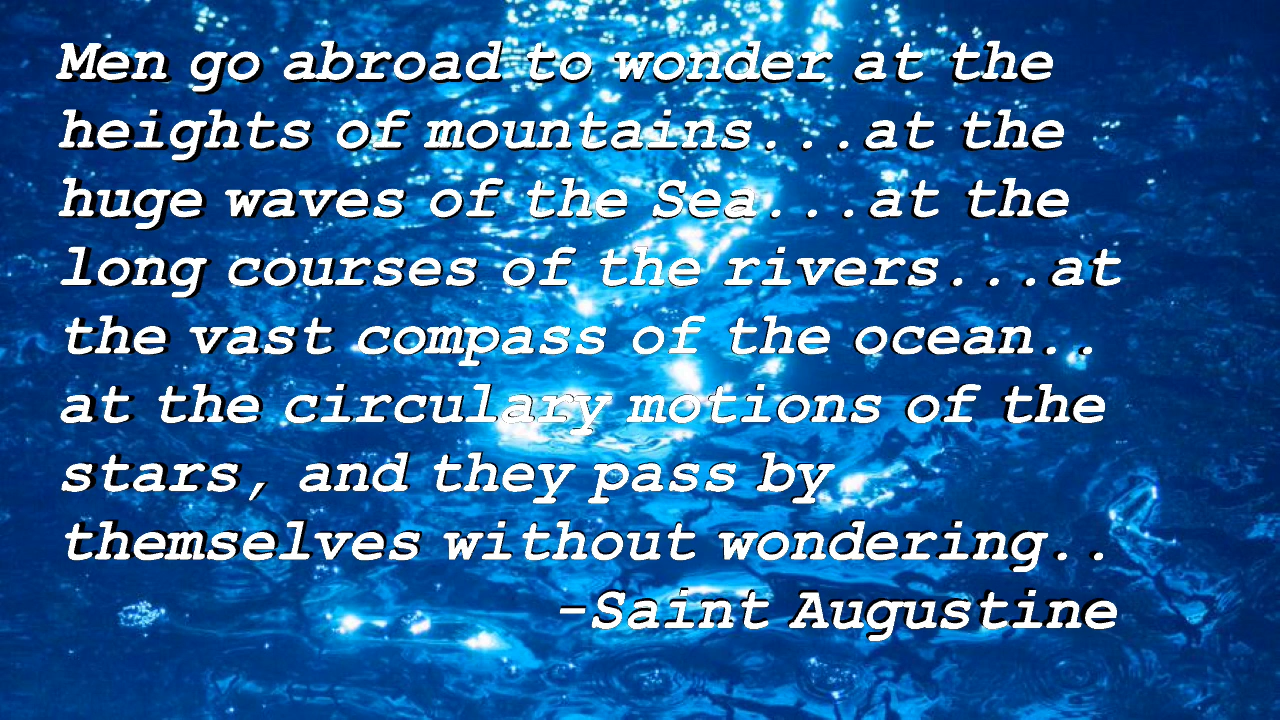 Men go abroad to wonder at the
heights of mountains...at the
huge waves of the Sea...at the
long courses of the rivers...at
the vast compass of the ocean..
at the circulary motions of the
stars, and they pass by
themselves without wondering..
-Saint Augustine